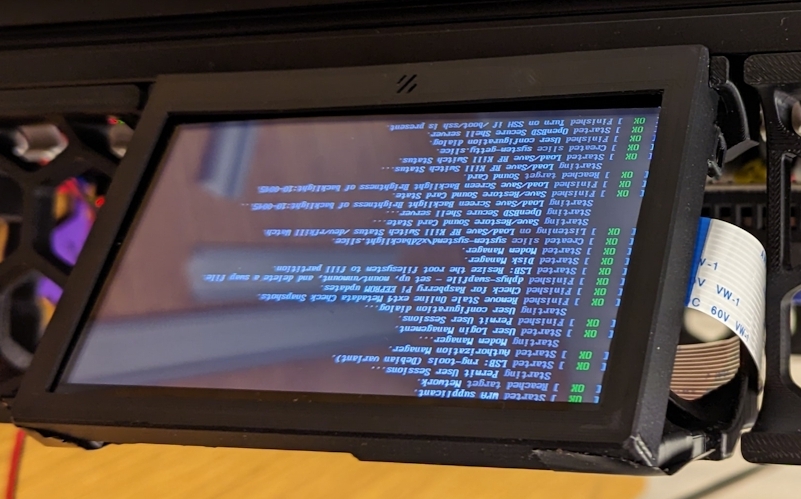 [ OK ] Started WPA supplicant.
[ OK ] Reached target Network.
Starting Permit User Sessions...
[ OK ] Started LSB: rng-tools (Debian variant).
[ OK ] Started Authorization Manager.
Starting Modem Manager...
[ OK ] Started User Login Management.
[ OK ] Finished Permit User Sessions.
Starting User configuration dialog...
[ OK ] Finished Remove Stale Online ext4 Metadata Check Snapshots.
[ OK ] Finished Check for Raspberry Pi EEPROM updates.
[ OK ] Finished dphys-swapfile - set up, mount/unmount, and delete a swap file.
[ OK ] Started LSB: Resize the root filesystem to fill partition.
[ OK ] Started Disk Manager.
[ OK ] Started Modem Manager.
[ OK ] Created slice system-systemd\x2dbacklight.slice.
[ OK ] Listening on Load/Save RF Kill Switch Status /dev/rfkill Watch.
Starting Save/Restore Sound Card State...
Starting OpenBSD Secure Shell server...
Starting Load/Save Screen Backlight Brightness of backlight:10-0045...
[ OK ] Finished Save/Restore Sound Card State.
[ OK ] Finished Load/Save Screen Backlight Brightness of backlight:10-0045.
[ OK ] Reached target Sound Card.
Starting Load/Save RF Kill Switch Status...
[ OK ] Started Load/Save RF Kill Switch Status.
[ OK ] Created slice system-getty.slice.
[ OK ] Finished User configuration dialog.
[ OK ] Started OpenBSD Secure Shell server.
[ OK ] Finished Turn on SSH if /boot/ssh is present.
VW-1
V VW-1
C 60V VW